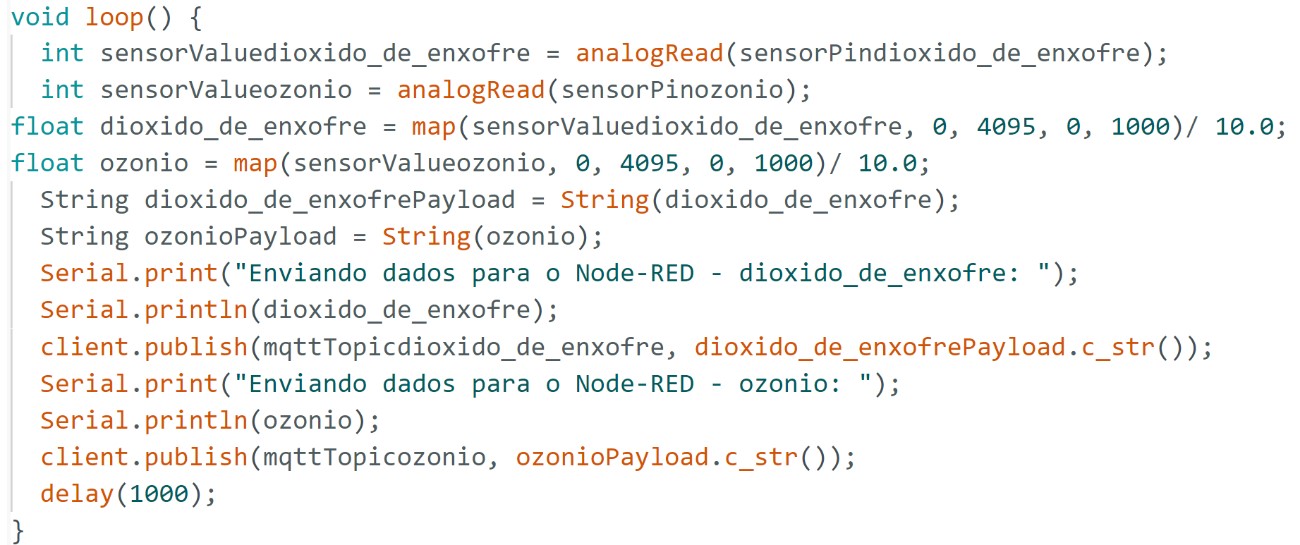 void loop() {
int sensorValuedioxido_de_enxofre = analogRead(sensorPindioxido_de_enxofre);
int sensorValueozonio = analogRead(sensorPinozonio);
float dioxido_de_enxofre = map(sensorValuedioxido_de_enxofre, 0, 4095, 0, 1000)/ 10.0;
float ozonio = map(sensorValueozonio, 0, 4095, 0, 1000)/ 10.0;
String dioxido_de_enxofrePayload = String(dioxido_de_enxofre);
String ozonioPayload = String(ozonio);
Serial.print("Enviando dados para o Node-RED - dioxido_de_enxofre: ");
Serial.println(dioxido_de_enxofre);
client.publish(mqttTopicdioxido_de_enxofre, dioxido_de_enxofrePayload.c_str());
Serial.print("Enviando dados para o Node-RED - ozonio: ");
Serial.println(ozonio);
client.publish(mqttTopicozonio, ozonioPayload.c_str());
delay(1000);
}